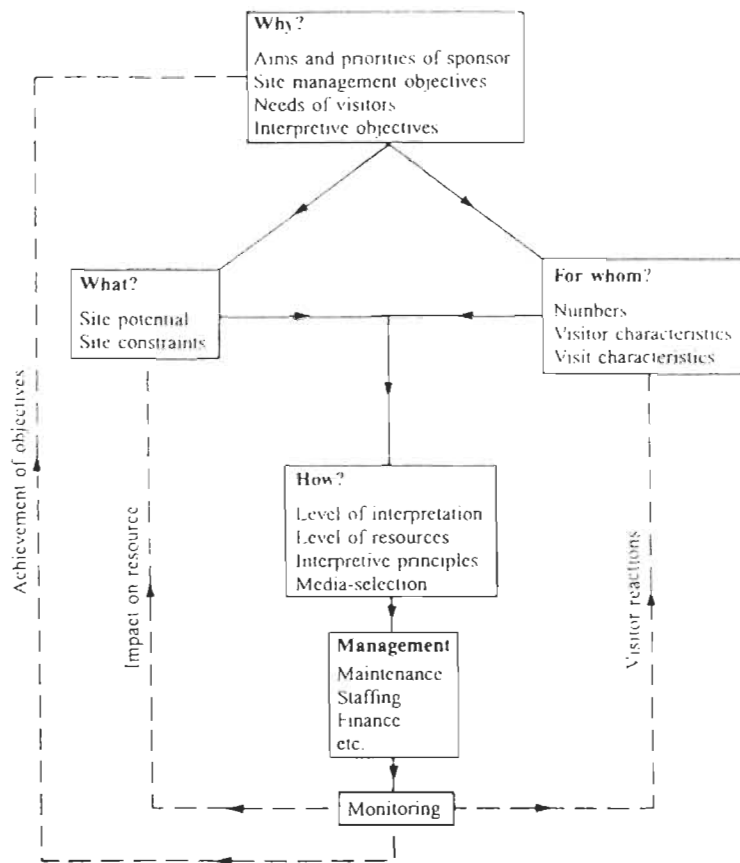 Why?
Aims and priorities of sponsor
Site management objectives
Needs of visitors
Interpretive objectives
What?
Site potential
Site constraints
For whom?
Numbers
Visitor characteristics
Visit characteristics
How?
Level of interpretation
Level of resources
Interpretive principles
Media-selection
Management
Maintenance
Staffing
Finance
etc.
Monitoring
Achievement of objectives
Impact on resource
Visitor reactions